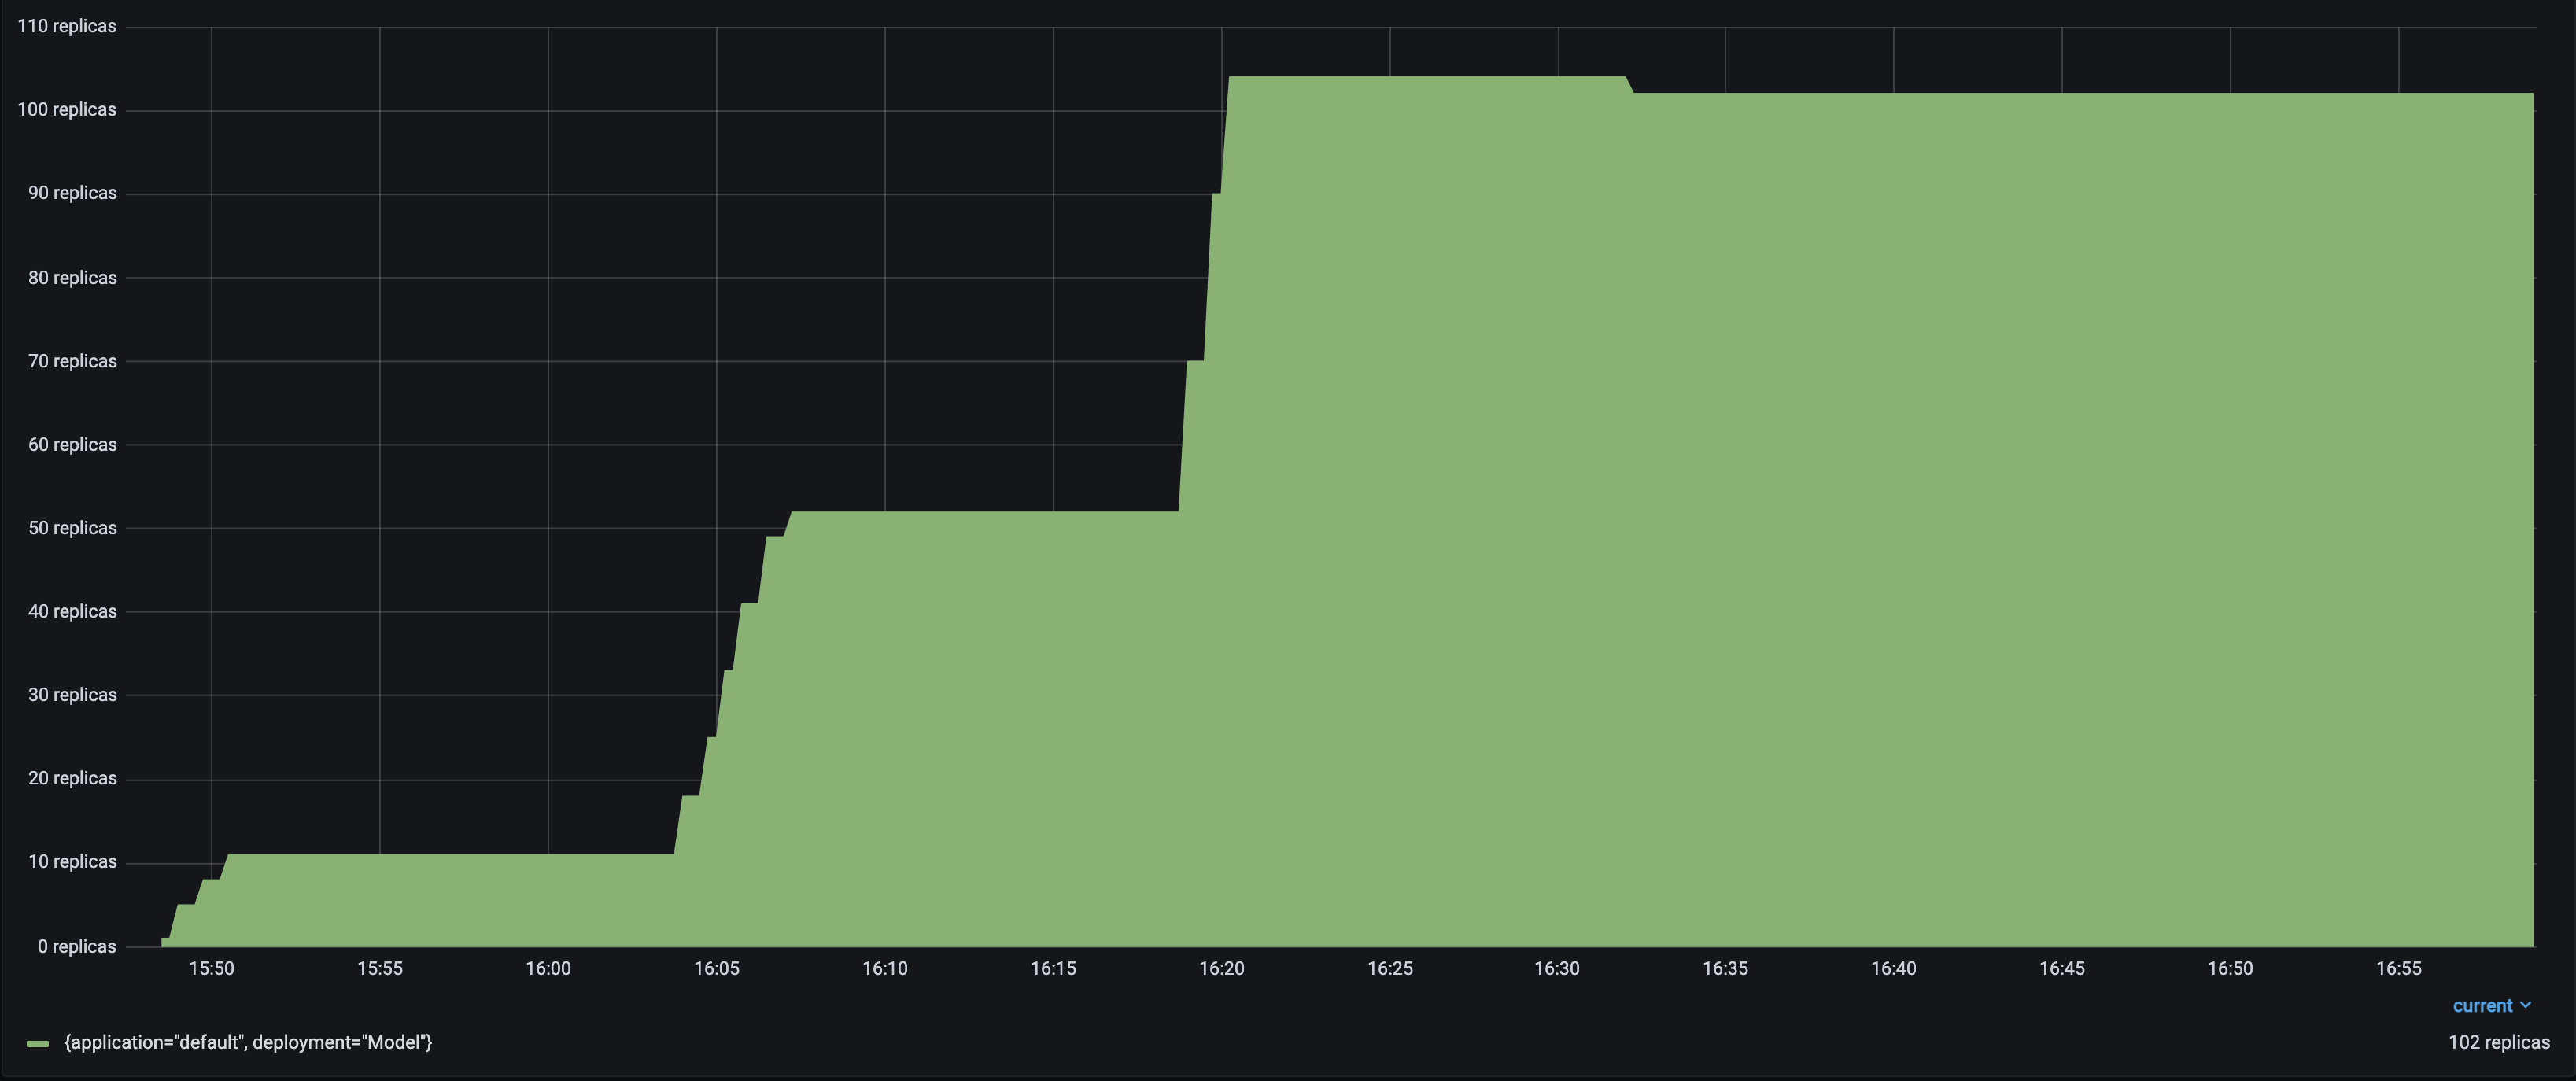 110 replicas
100 replicas
90 replicas
80 replicas
70 replicas
60 replicas
50 replicas
40 replicas
30 replicas
20 replicas
10 replicas
0 replicas
15:50 15:55 16:00 16:05 16:10 16:15 16:20 16:25 16:30 16:35 16:40 16:45 16:50 16:55
current
{application="default", deployment="Model"} 102 replicas